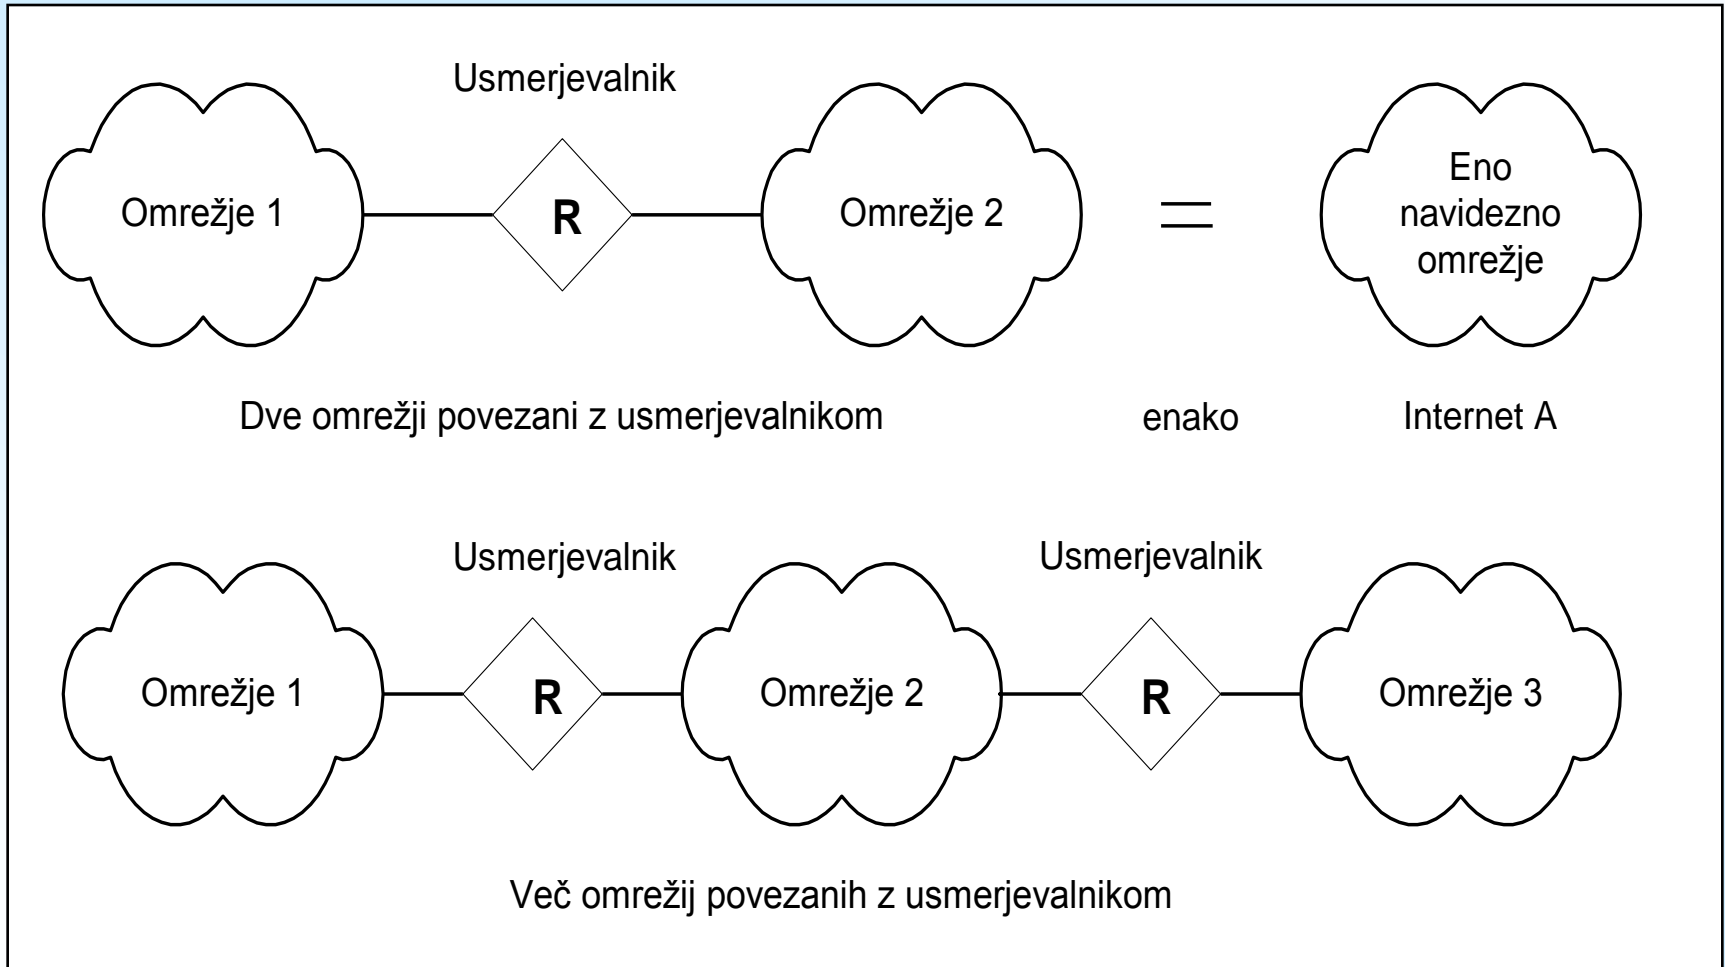 Usmerjevalnik
Omrežje 1
R
Omrežje 2
=
Eno
navidezno
omrežje
Dve omrežji povezani z usmerjevalnikom
enako
Internet A
Usmerjevalnik
Usmerjevalnik
Omrežje 1
R
Omrežje 2
R
Omrežje 3
Več omrežij povezanih z usmerjevalnikom